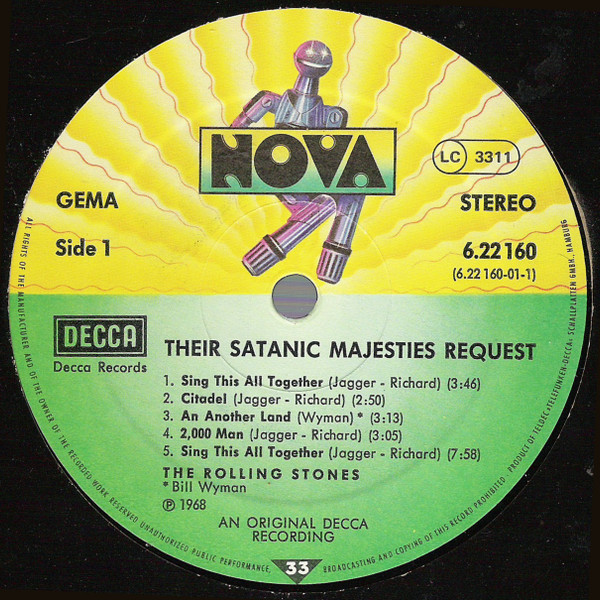 NOVA
LC 3311
GEMA
STEREO
Side 1
6.22 160
(6.22 160-01-1)
DECCA
Decca Records
THEIR SATANIC MAJESTIES REQUEST
1. Sing This All Together (Jagger - Richard) (3:46)
2. Citadel (Jagger - Richard) (2:50)
3. An Another Land (Wyman) * (3:13)
4. 2,000 Man (Jagger - Richard) (3:05)
5. Sing This All Together (Jagger - Richard) (7:58)
THE ROLLING STONES
* Bill Wyman
℗ 1968
AN ORIGINAL DECCA
RECORDING
33
ALL RIGHTS OF THE MANUFACTURER AND OF THE OWNER OF THE RECORDED WORK RESERVED UNAUTHORIZED PUBLIC PERFORMANCE, BROADCASTING AND COPYING OF THIS RECORD PROHIBITED · PRODUCT OF TELDEC »TELEFUNKEN-DECCA« SCHALLPLATTEN GMBH., HAMBURG